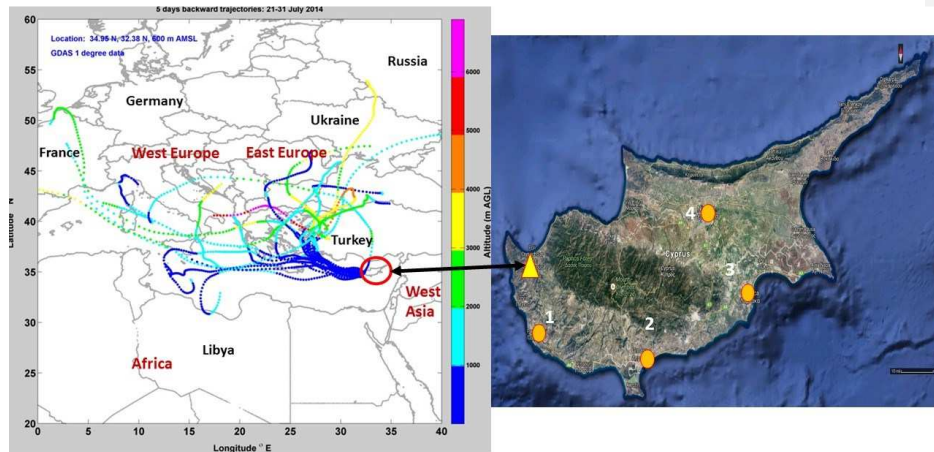 5 days backward trajectories: 21-31 July 2014
Location: 34.95 N, 32.38 N, 600 m AMSL
GDAS 1 degree data
Russia
Germany
Ukraine
France
West Europe
East Europe
Turkey
West
Asia
Libya
Africa
60
55
50
45
40
35
30
25
20
0
5
10
15
20
25
30
35
40
Longitude ° E
Latitude ° N
6000
5000
4000
3000
2000
1000
Altitude (m AGL)
4
Cyprus
3
1
2